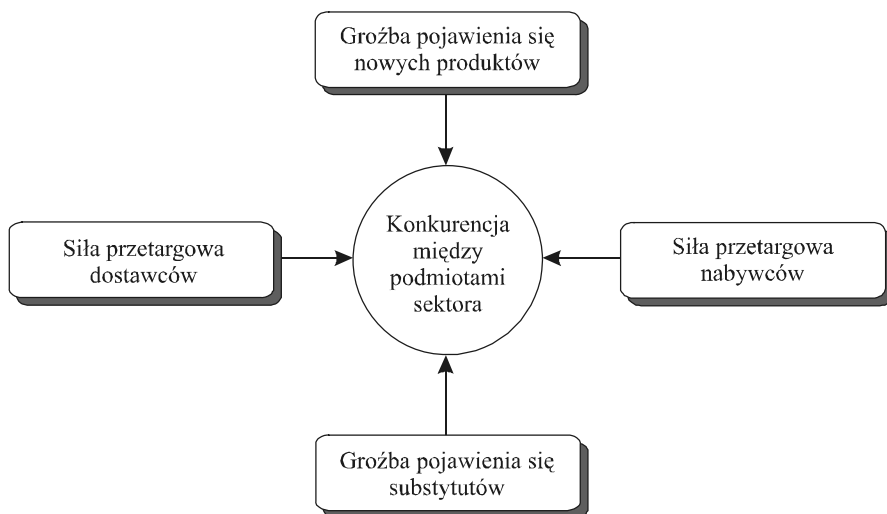 Groźba pojawienia się
nowych produktów
Siła przetargowa
dostawców
Konkurencja
między
podmiotami
sektora
Siła przetargowa
nabywców
Groźba pojawienia się
substytutów